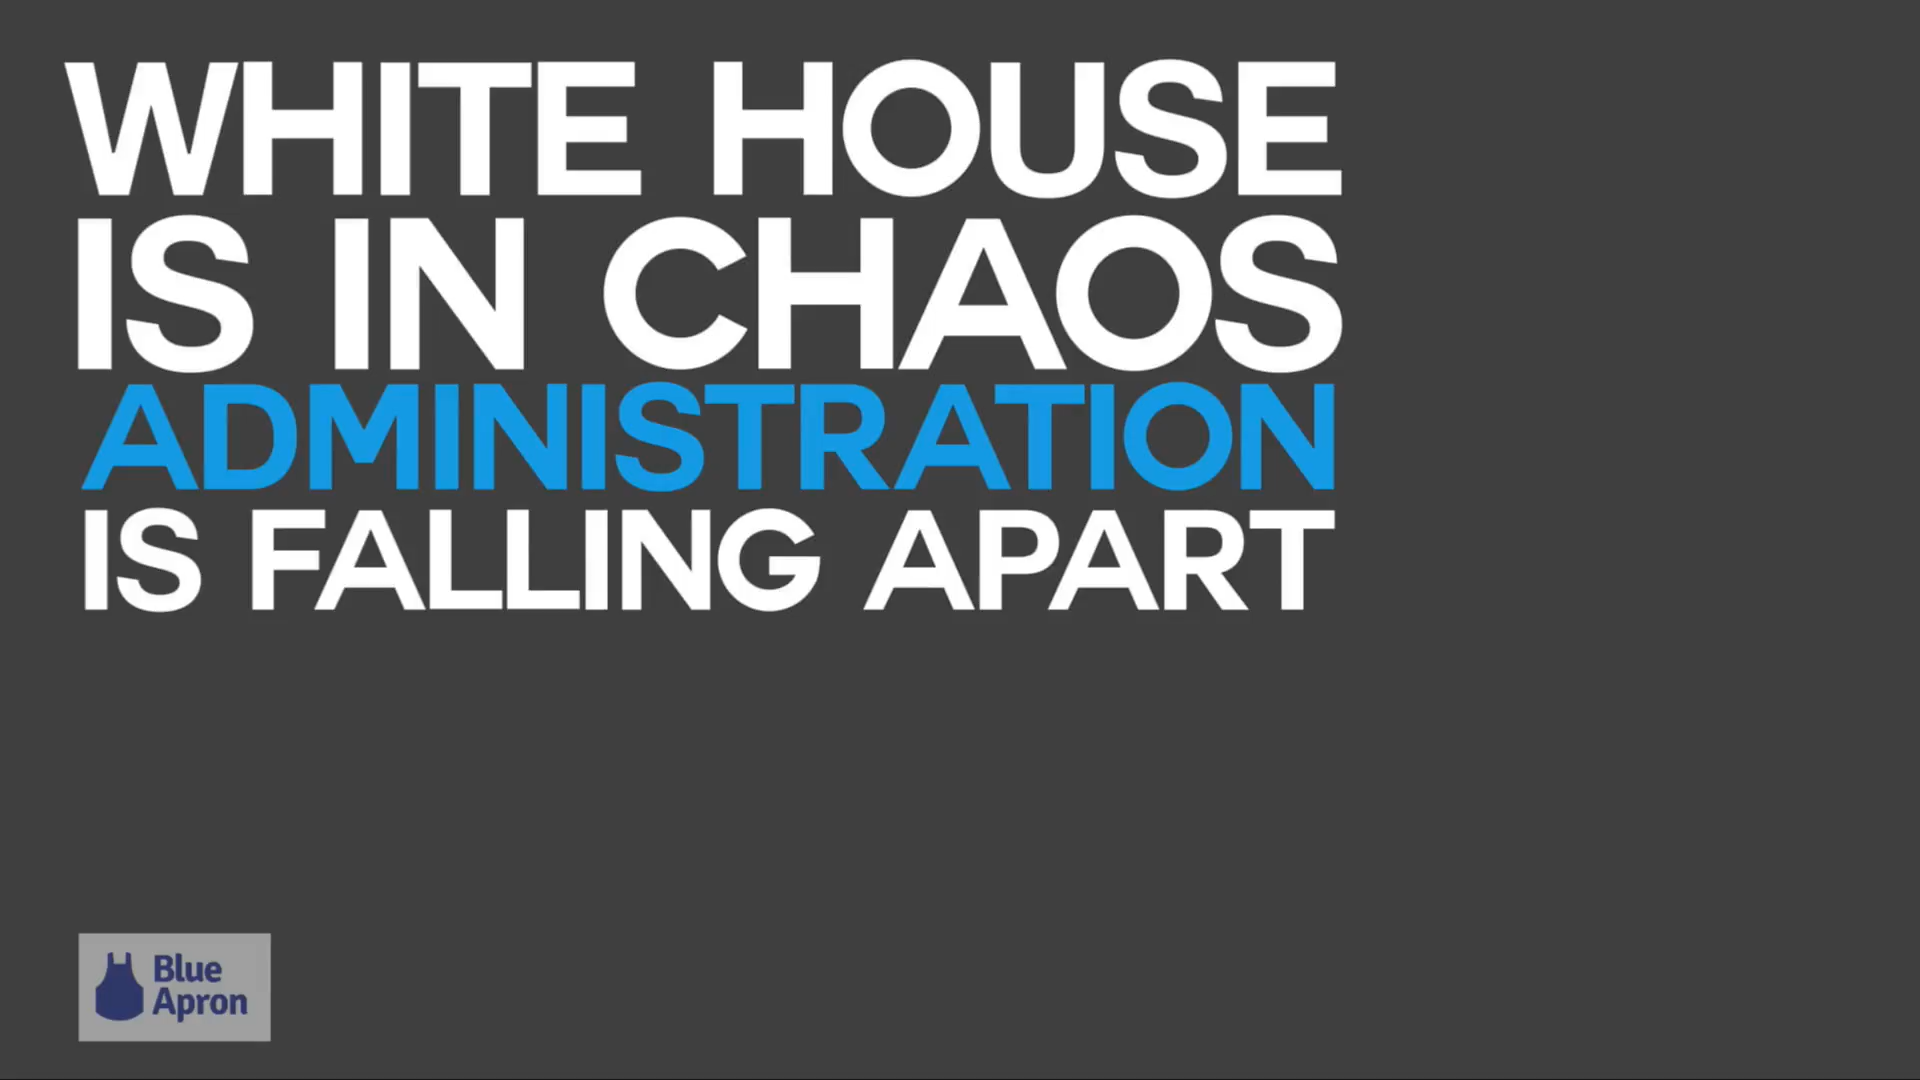 WHITE HOUSE
IS IN CHAOS
ADMINISTRATION
IS FALLING APART
Blue
Apron